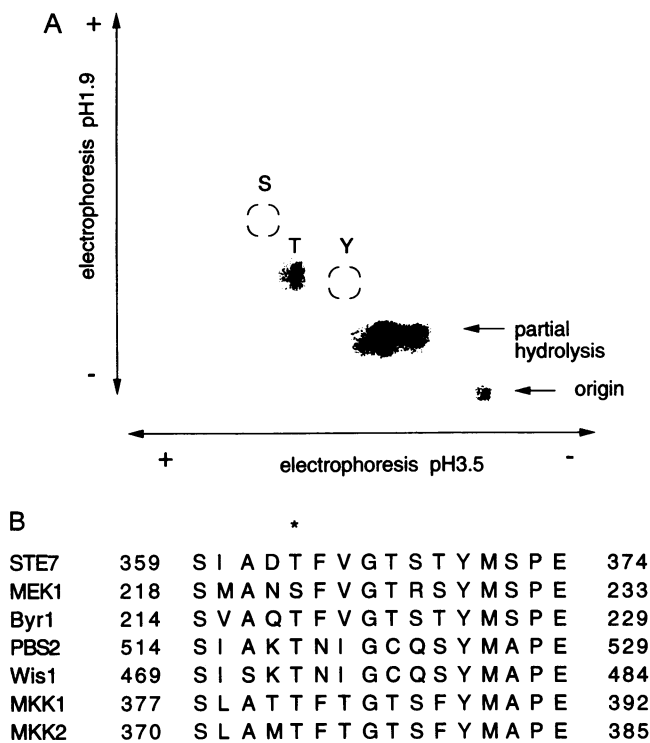 A
+
electrophoresis pH1.9
-
S
T Y
partial
hydrolysis
origin
+ electrophoresis pH3.5 -
B
*
STE7 359 S I A D T F V G T S T Y M S P E 374
MEK1 218 S M A N S F V G T R S Y M S P E 233
Byr1 214 S V A Q T F V G T S T Y M S P E 229
PBS2 514 S I A K T N I G C Q S Y M A P E 529
Wis1 469 S I S K T N I G C Q S Y M A P E 484
MKK1 377 S L A T T F T G T S F Y M A P E 392
MKK2 370 S L A M T F T G T S F Y M A P E 385